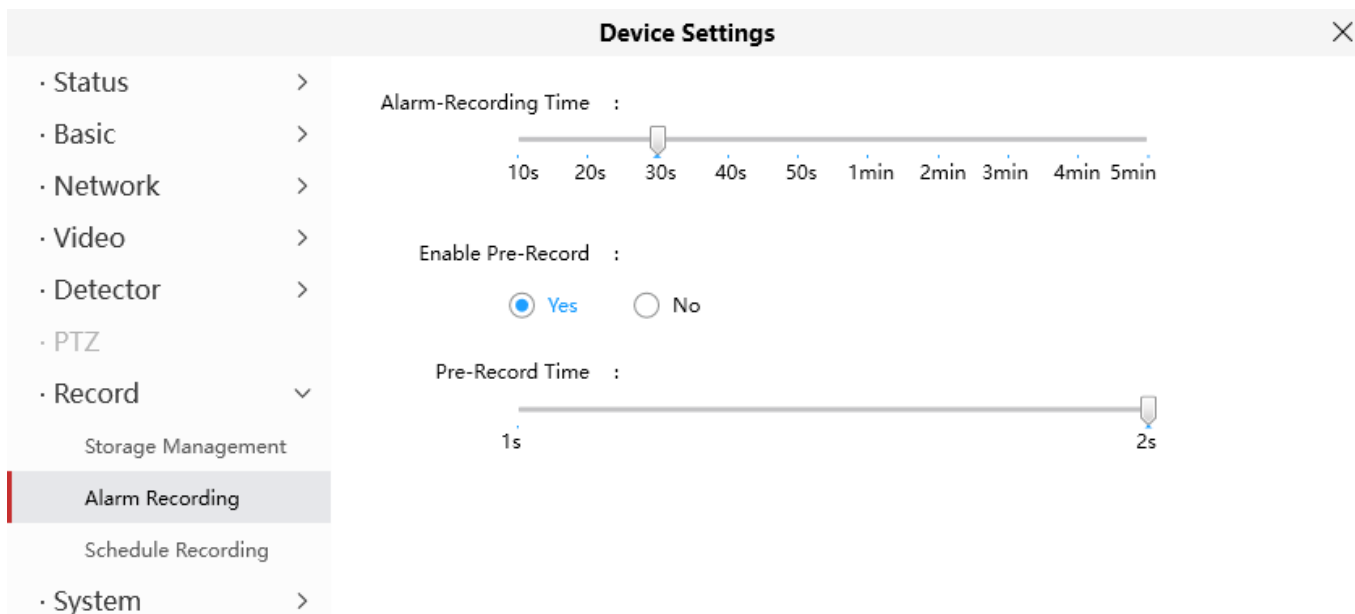 Device Settings
· Status
· Basic
· Network
· Video
· Detector
· PTZ
· Record
Storage Management
Alarm Recording
Schedule Recording
· System
Alarm-Recording Time :
10s 20s 30s 40s 50s 1min 2min 3min 4min 5min
Enable Pre-Record :
Yes No
Pre-Record Time :
1s 2s